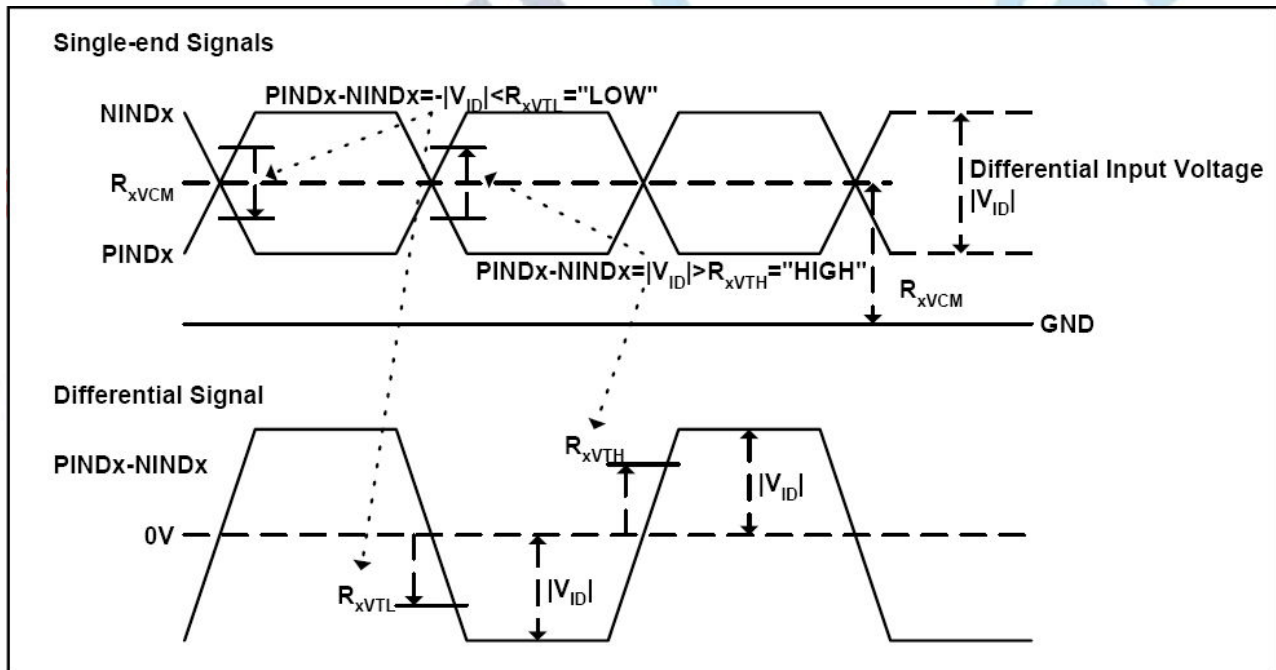 Single-end Signals
PINDx-NINDx=-|VID|<RxVTL="LOW"
NINDx
RxVCM
Differential Input Voltage
|VID|
PINDx
PINDx-NINDx=|VID|>RxVTH="HIGH"
RxVCM
GND
Differential Signal
RxVTH
PINDx-NINDx
|VID|
0V
RxVTL
|VID|